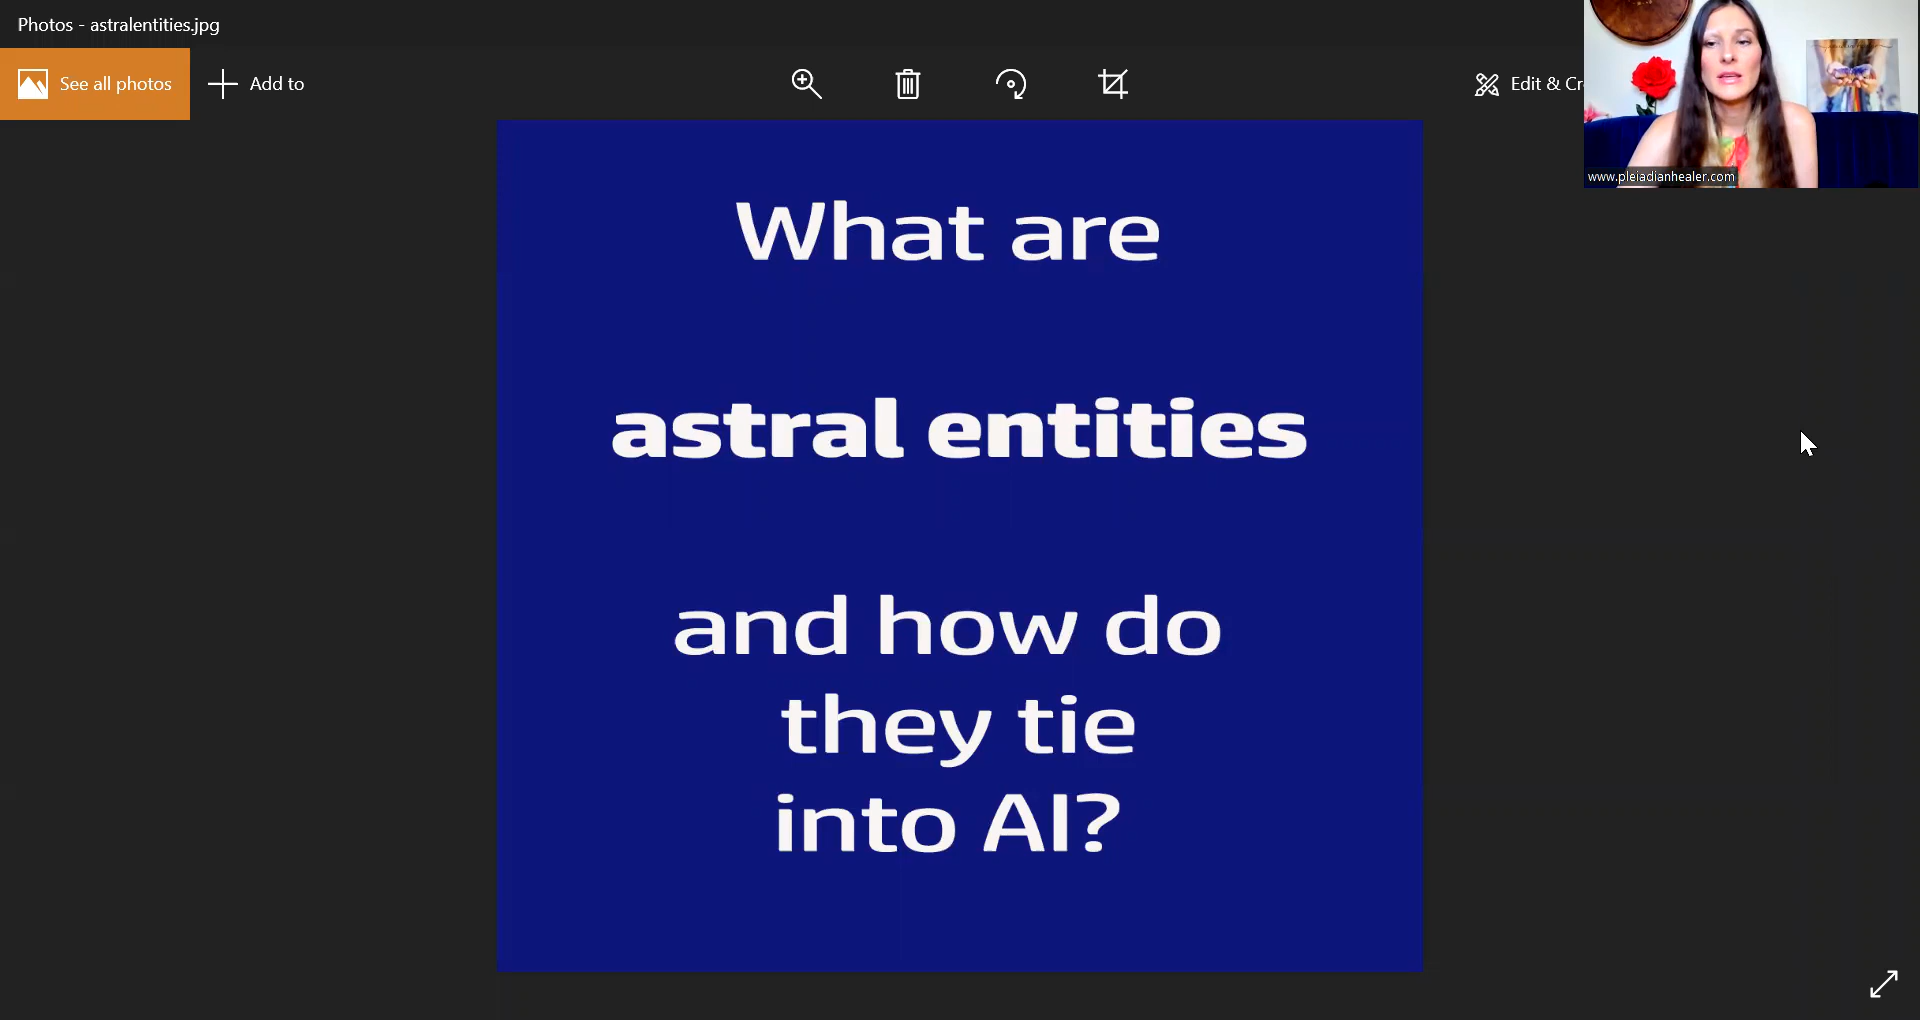 Photos - astralentities.jpg
See all photos
Add to
Edit & Cr
www.pleiadianhealer.com
What are
astral entities
and how do
they tie
into AI?